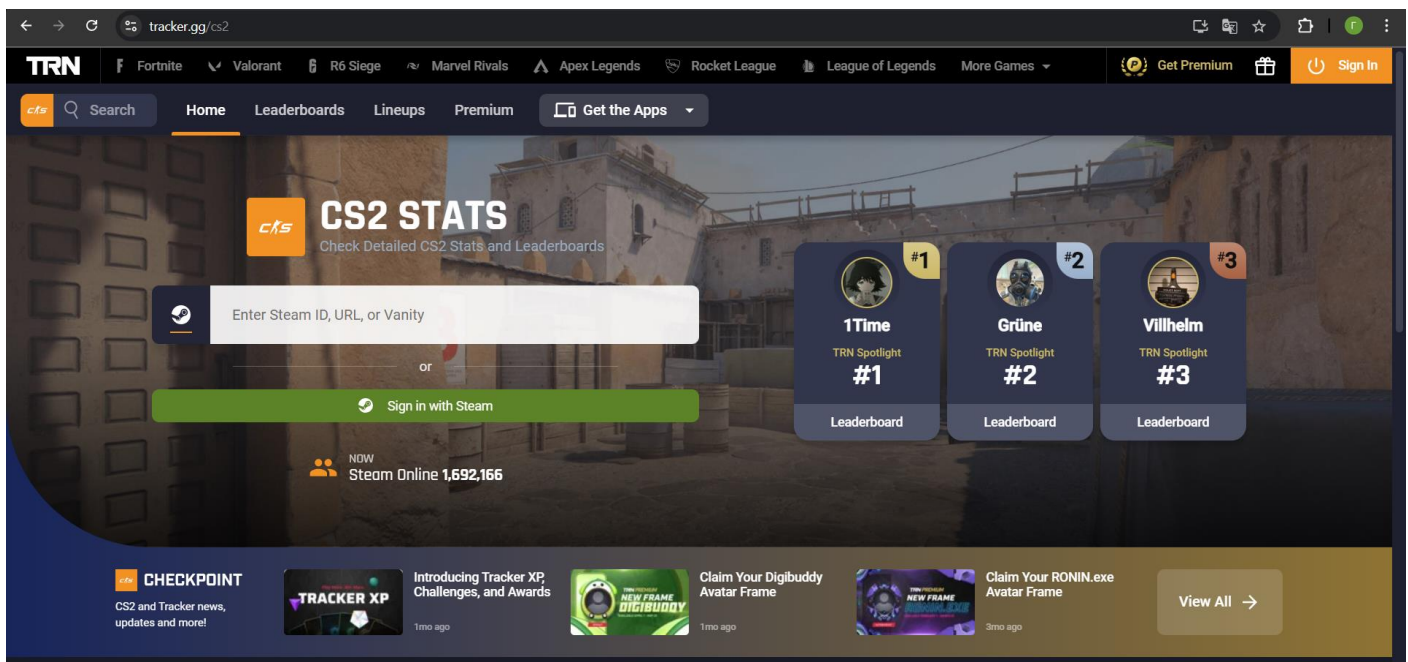 tracker.gg/cs2
Г
TRN Fortnite Valorant R6 Siege Marvel Rivals Apex Legends Rocket League League of Legends More Games Get Premium Sign In
Search Home Leaderboards Lineups Premium Get the Apps
CS2 STATS
Check Detailed CS2 Stats and Leaderboards
Enter Steam ID, URL, or Vanity
or
Sign in with Steam
NOW
Steam Online 1,692,166
#1 #2 #3
1Time Grüne Villhelm
TRN Spotlight TRN Spotlight TRN Spotlight
#1 #2 #3
Leaderboard Leaderboard Leaderboard
CHECKPOINT
CS2 and Tracker news,
updates and more!
TRACKER XP
Introducing Tracker XP,
Challenges, and Awards
1mo ago
NEW FRAME
DIGIBUDDY
Claim Your Digibuddy
Avatar Frame
1mo ago
NEW FRAME
RONIN.EXE
Claim Your RONIN.exe
Avatar Frame
3mo ago
View All →